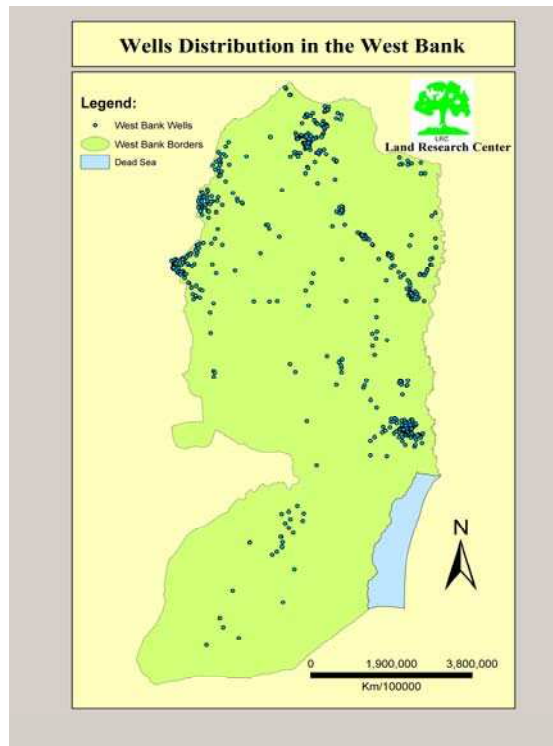 Wells Distribution in the West Bank
Legend:
West Bank Wells
West Bank Borders
Dead Sea
LRC
Land Research Center
N
0 1,900,000 3,800,000
Km/100000